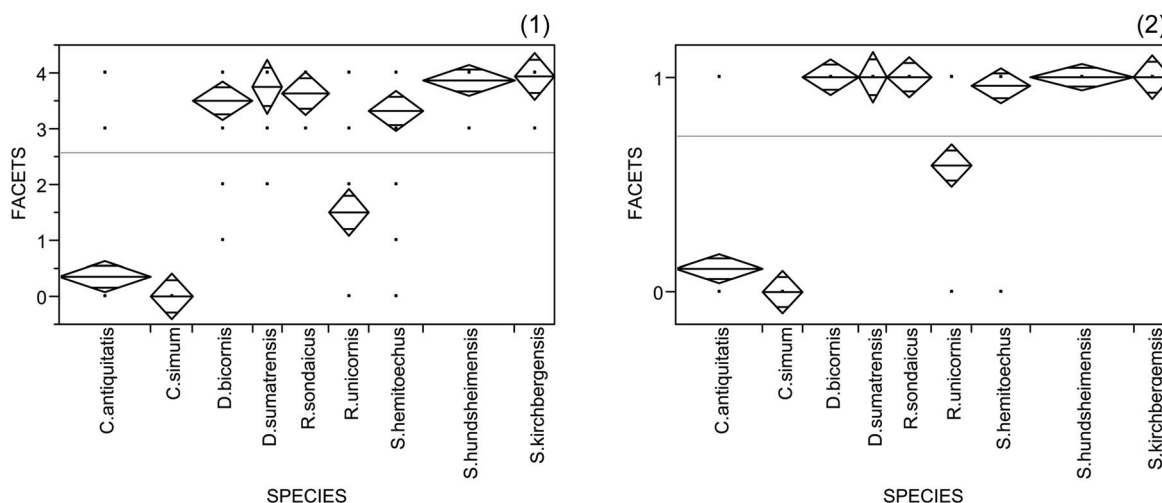 (1)
4
3
2
1
0
FACETS
C.antiquitatis
C.simum
D.bicornis
D.sumatrensis
R.sondaicus
R.unicornis
S.hemitoechus
S.hundsheimensis
S.kirchbergensis
SPECIES
(2)
1
0
FACETS
C.antiquitatis
C.simum
D.bicornis
D.sumatrensis
R.sondaicus
R.unicornis
S.hemitoechus
S.hundsheimensis
S.kirchbergemsis
SPECIES